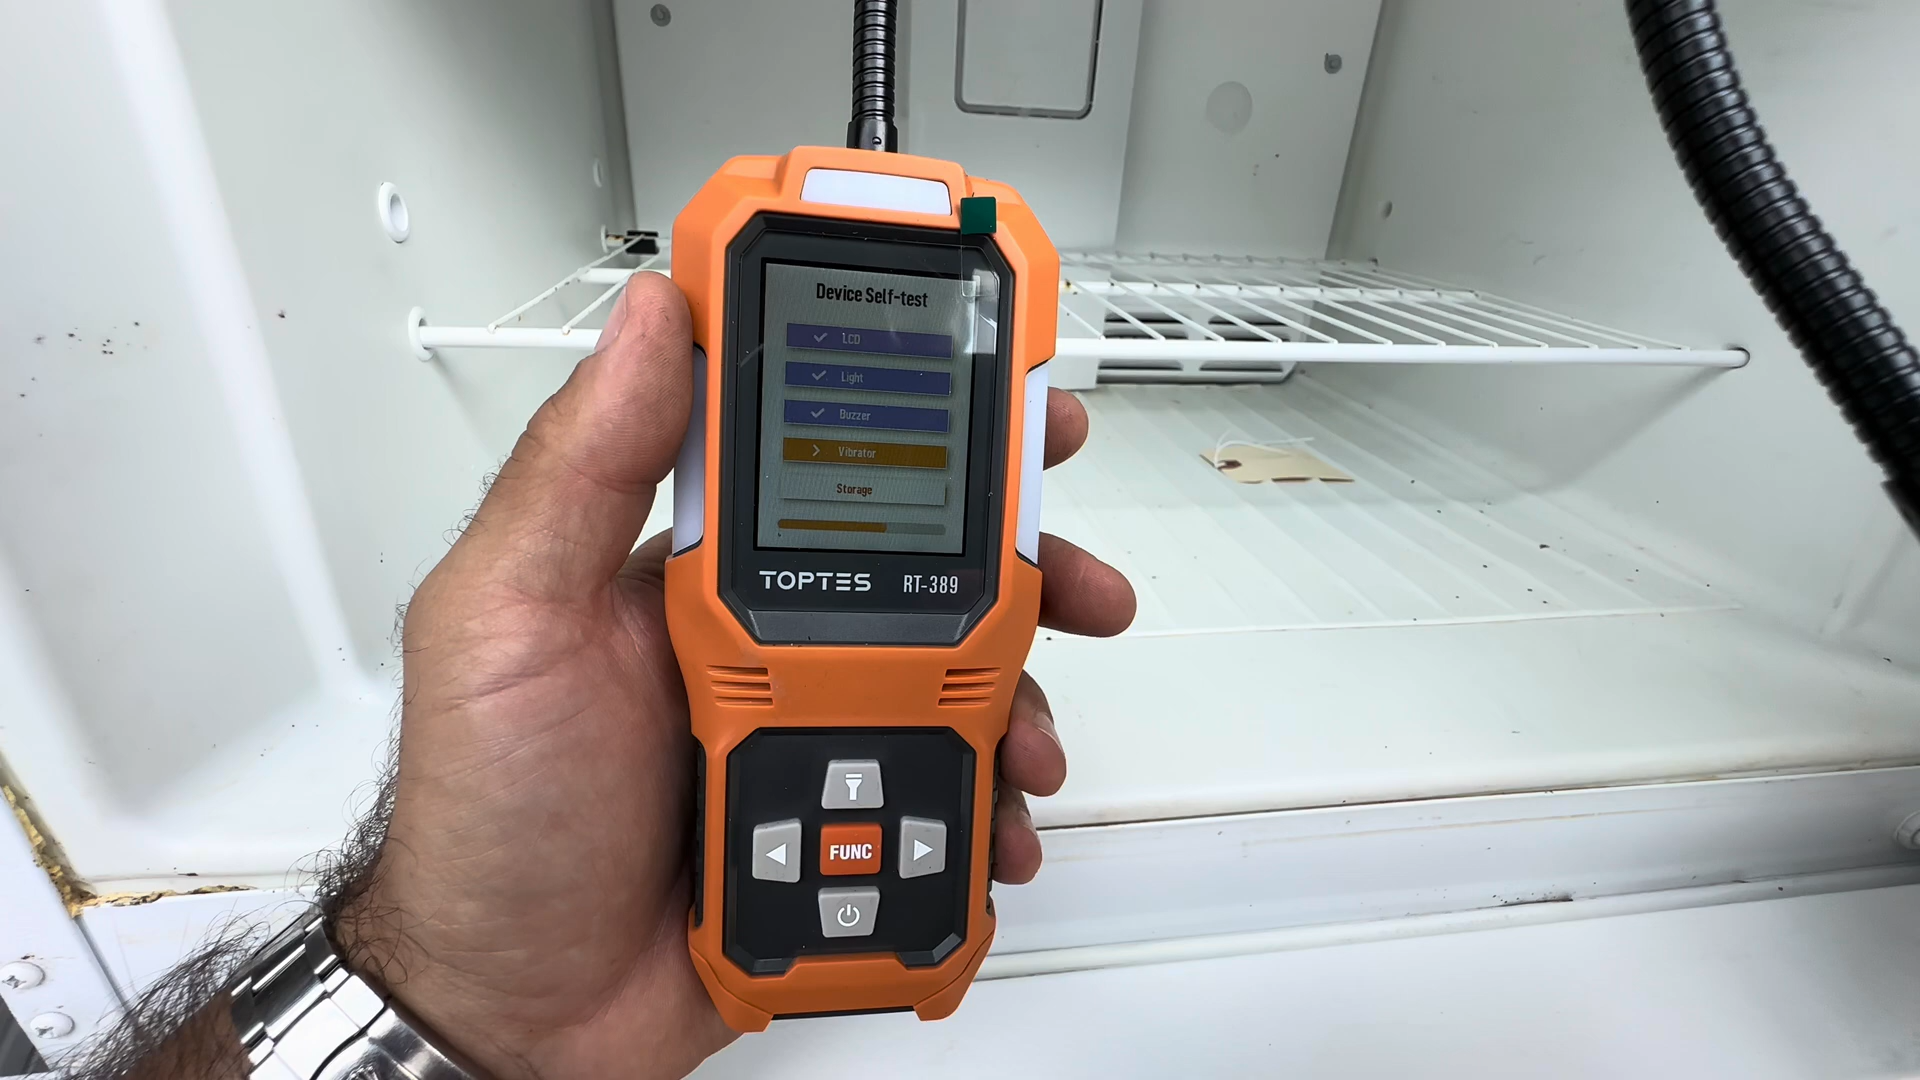 Device Self-test
LCD
Light
Buzzer
Vibrator
Storage
TOPTES RT-389
FUNC